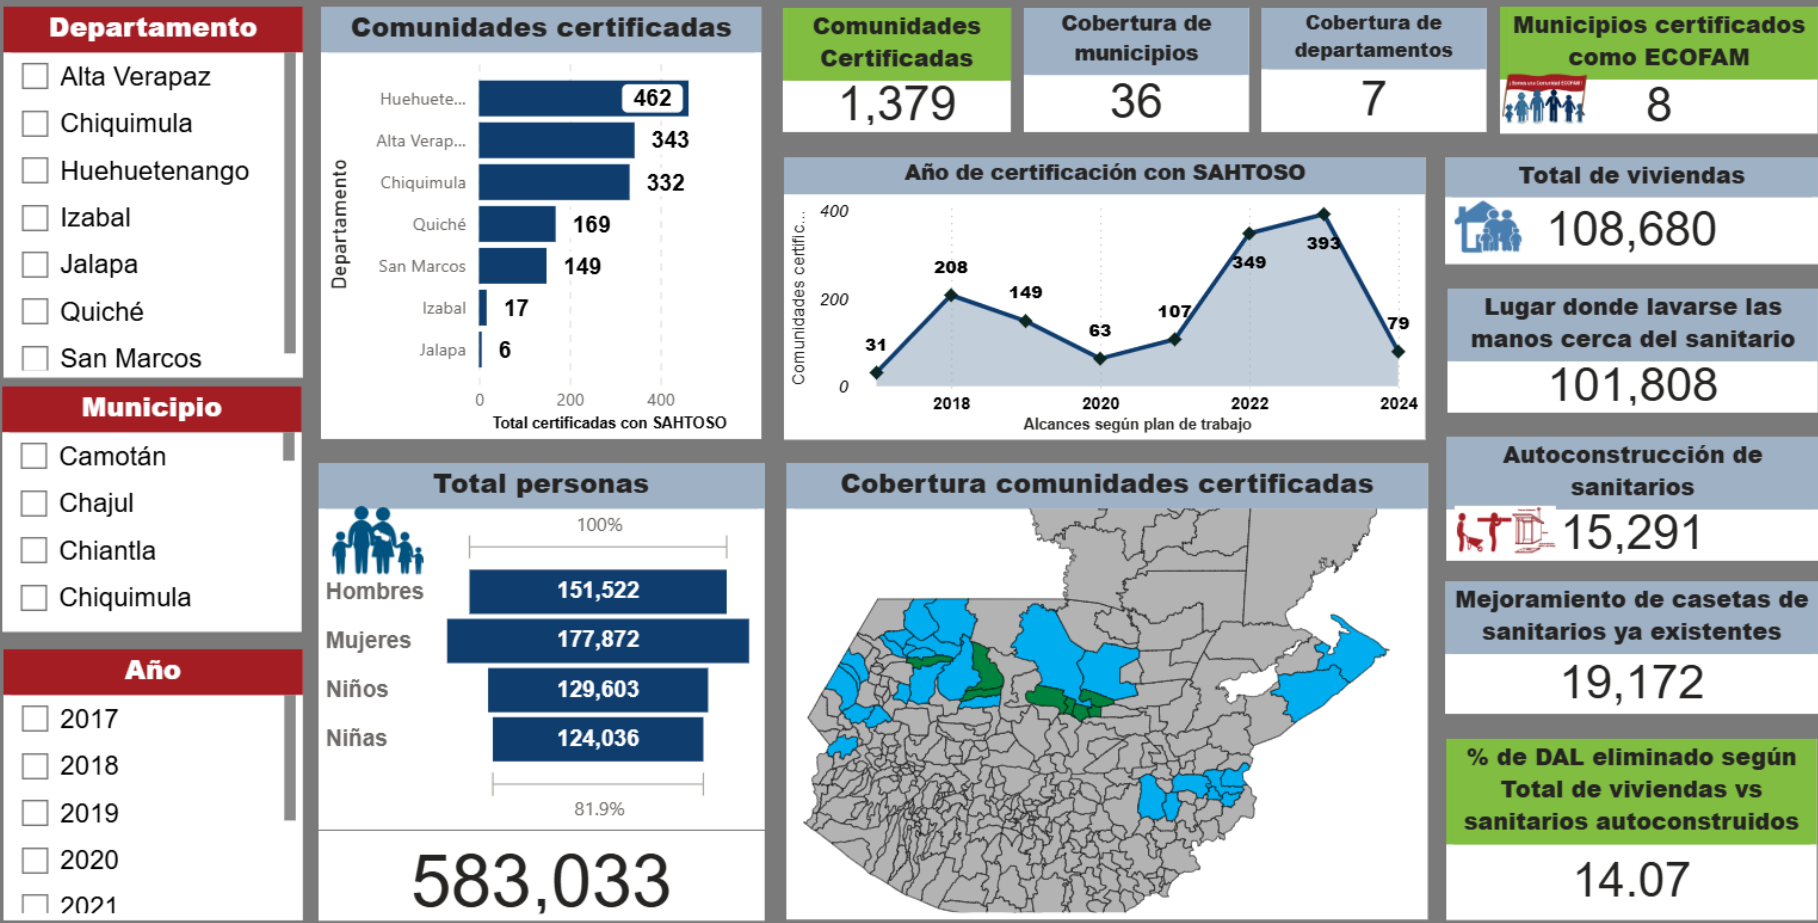 Departamento
Alta Verapaz
Chiquimula
Huehuetenango
Izabal
Jalapa
Quiché
San Marcos
Municipio
Camotán
Chajul
Chiantla
Chiquimula
Año
2017
2018
2019
2020
2021
Comunidades certificadas
Departamento
Huehuete...
462
Alta Verap...
343
Chiquimula
332
Quiché
169
San Marcos
149
Izabal
17
Jalapa
6
0
200
400
Total certificadas con SAHTOSO
Total personas
100%
Hombres
151,522
Mujeres
177,872
Niños
129,603
Niñas
124,036
81.9%
583,033
Comunidades
Certificadas
1,379
Cobertura de
municipios
36
Cobertura de
departamentos
7
Municipios certificados
como ECOFAM
8
Año de certificación con SAHTOSO
Comunidades certific...
400
200
0
31
208
149
63
107
349
393
79
2018
2020
2022
2024
Alcances según plan de trabajo
Cobertura comunidades certificadas
Total de viviendas
108,680
Lugar donde lavarse las
manos cerca del sanitario
101,808
Autoconstrucción de
sanitarios
15,291
Mejoramiento de casetas de
sanitarios ya existentes
19,172
% de DAL eliminado según
Total de viviendas vs
sanitarios autoconstruidos
14.07